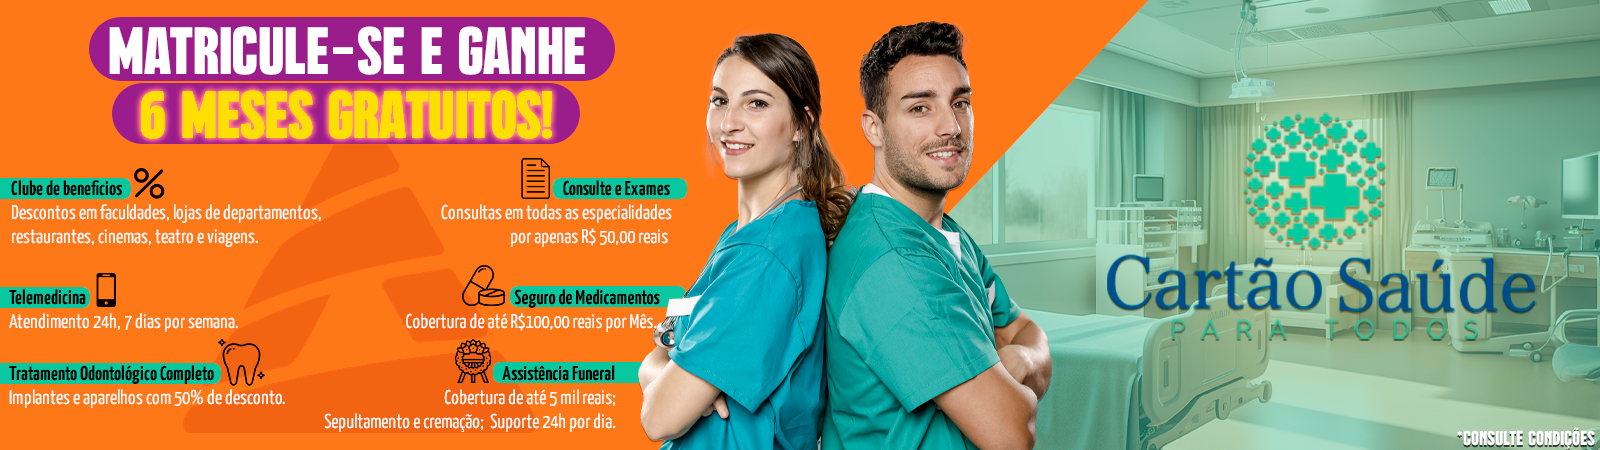 MATRICULE-SE E GANHE
6 MESES GRATUITOS!
Clube de benefícios
Descontos em faculdades, lojas de departamentos,
restaurantes, cinemas, teatro e viagens.
Consulte e Exames
Consultas em todas as especialidades
por apenas R$ 50,00 reais
Telemedicina
Atendimento 24h, 7 dias por semana.
Seguro de Medicamentos
Cobertura de até R$100,00 reais por Mês.
Tratamento Odontológico Completo
Implantes e aparelhos com 50% de desconto.
Assistência Funeral
Cobertura de até 5 mil reais;
Sepultamento e cremação; Suporte 24h por dia.
Cartão Saúde
PARA TODOS
*CONSULTE CONDIÇÕES